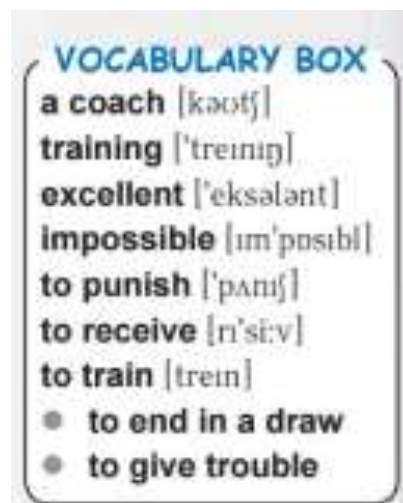 VOCABULARY BOX
a coach [kəʊtʃ]
training ['treɪnɪŋ]
excellent ['eksələnt]
impossible [ɪm'pɒsɪbl]
to punish ['pʌnɪʃ]
to receive [rɪ'si:v]
to train [treɪn]
● to end in a draw
● to give trouble